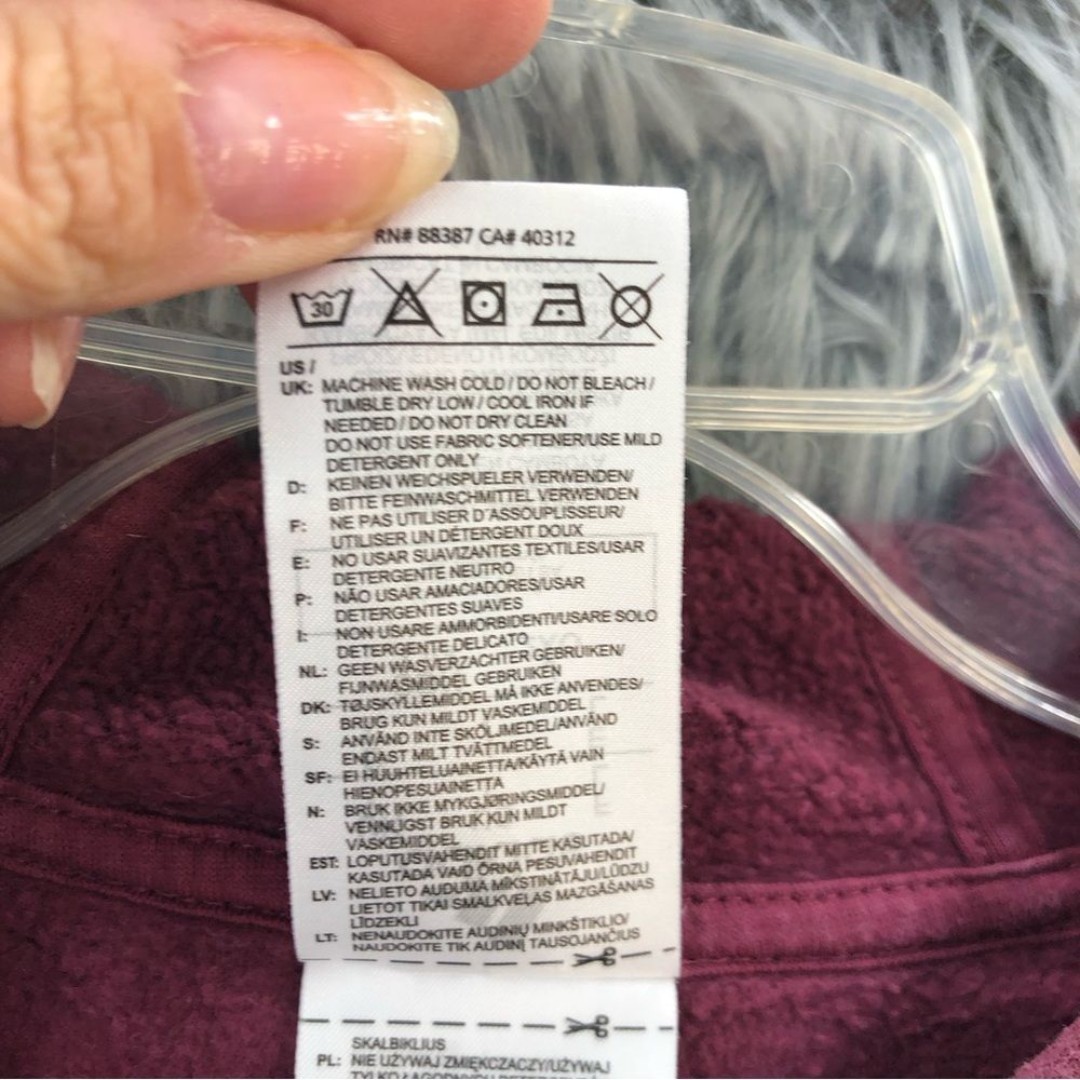 RN# 88387 CA# 40312
30
US /
UK: MACHINE WASH COLD / DO NOT BLEACH /
TUMBLE DRY LOW / COOL IRON IF
NEEDED / DO NOT DRY CLEAN
DO NOT USE FABRIC SOFTENER/USE MILD
DETERGENT ONLY
D: KEINEN WEICHSPUELER VERWENDEN/
BITTE FEINWASCHMITTEL VERWENDEN
F: NE PAS UTILISER D´ASSOUPLISSEUR/
UTILISER UN DÉTERGENT DOUX
E: NO USAR SUAVIZANTES TEXTILES/USAR
DETERGENTE NEUTRO
P: NÃO USAR AMACIADORES/USAR
DETERGENTES SUAVES
I: NON USARE AMMORBIDENTI/USARE SOLO
DETERGENTE DELICATO
NL: GEEN WASVERZACHTER GEBRUIKEN/
FIJNWASMIDDEL GEBRUIKEN
DK: TØJSKYLLEMIDDEL MÅ IKKE ANVENDES/
BRUG KUN MILDT VASKEMIDDEL
S: ANVÄND INTE SKÖLJMEDEL/ANVÄND
ENDAST MILT TVÄTTMEDEL
SF: EI HUUHTELUAINETTA/KÄYTÄ VAIN
HIENOPESUAINETTA
N: BRUK IKKE MYKGJØRINGSMIDDEL/
VENNLIGST BRUK KUN MILDT
VASKEMIDDEL
EST: LOPUTUSVAHENDIT MITTE KASUTADA/
KASUTADA VAID ÕRNA PESUVAHENDIT
LV: NELIETO AUDUMA MĪKSTINĀTĀJU/LŪDZU
LIETOT TIKAI SMALKVEĻAS MAZGĀŠANAS
LĪDZEKLI
LT: NENAUDOKITE AUDINIŲ MINKŠTIKLIO/
NAUDOKITE TIK AUDINĮ TAUSOJANČIUS
SKALBIKLIUS
PL: NIE UŻYWAJ ZMIĘKCZACZY/UŻYWAJ
TYLKO ŁAGODNYCH